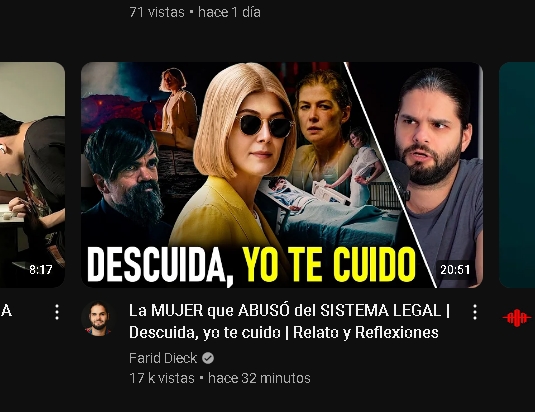 71 vistas • hace 1 día
DESCUIDA, YO TE CUIDO
8:17
20:51
A
La MUJER que ABUSÓ del SISTEMA LEGAL |
Descuida, yo te cuido | Relato y Reflexiones
Farid Dieck
17 k vistas • hace 32 minutos